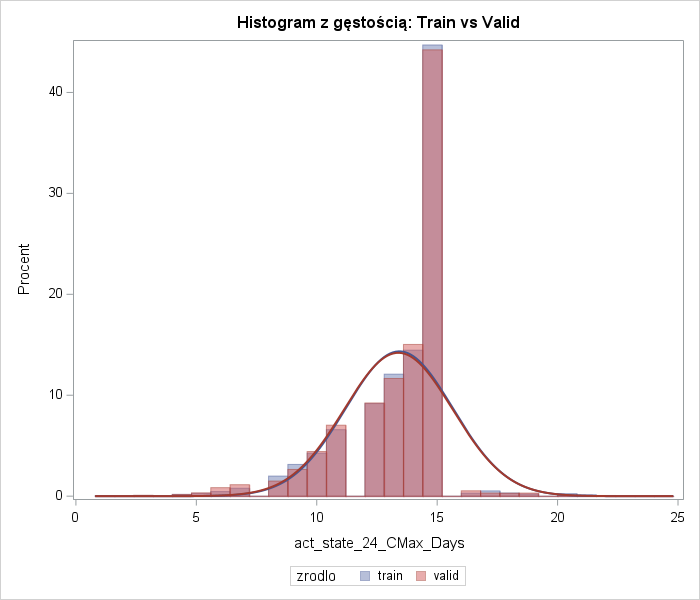 Histogram z gęstością: Train vs Valid
Procent
40
30
20
10
0
0 5 10 15 20 25
act_state_24_CMax_Days
zrodlo train valid